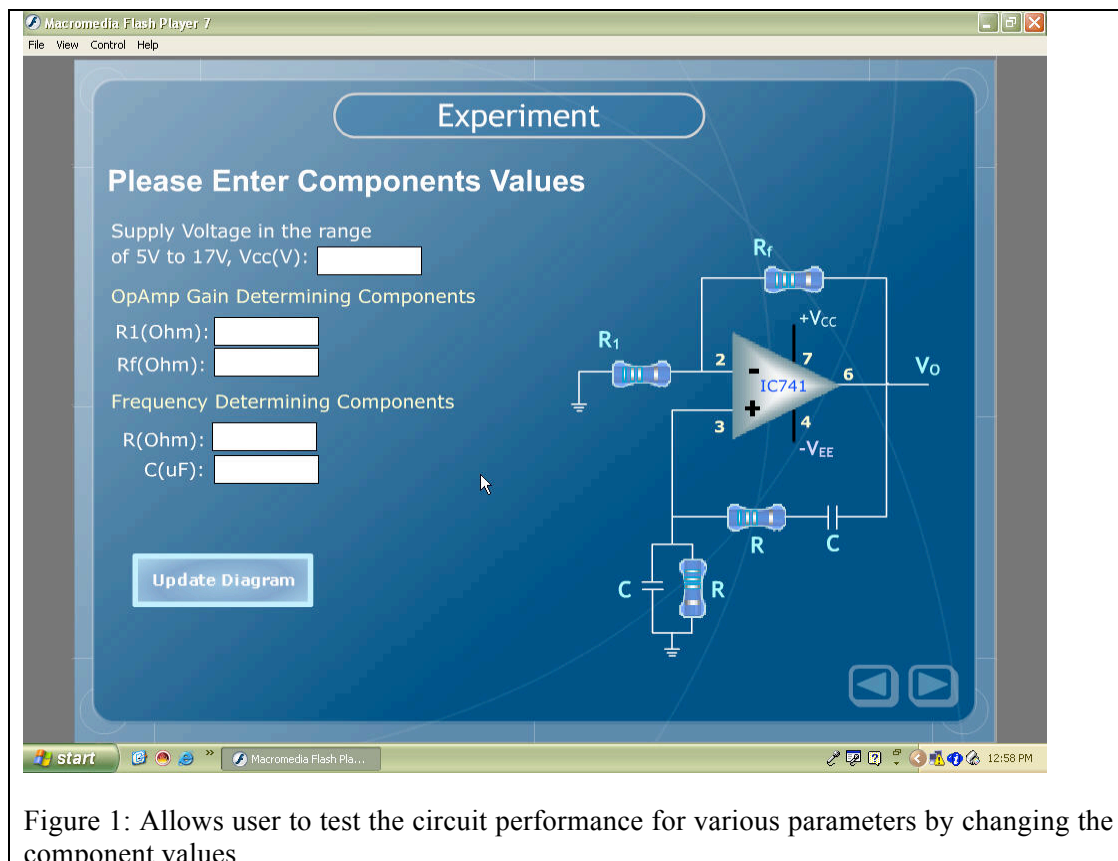 Macromedia Flash Player 7
File View Control Help
Experiment
Please Enter Components Values
Supply Voltage in the range
of 5V to 17V, Vcc(V):
OpAmp Gain Determining Components
R1(Ohm):
Rf(Ohm):
Frequency Determining Components
R(Ohm):
C(uF):
Update Diagram
Rf
+VCC
R1
2
7
-
IC741
6
VO
+
3
4
-VEE
R
C
C
R
start
»
Macromedia Flash Pla...
12:58 PM
Figure 1: Allows user to test the circuit performance for various parameters by changing the
component values